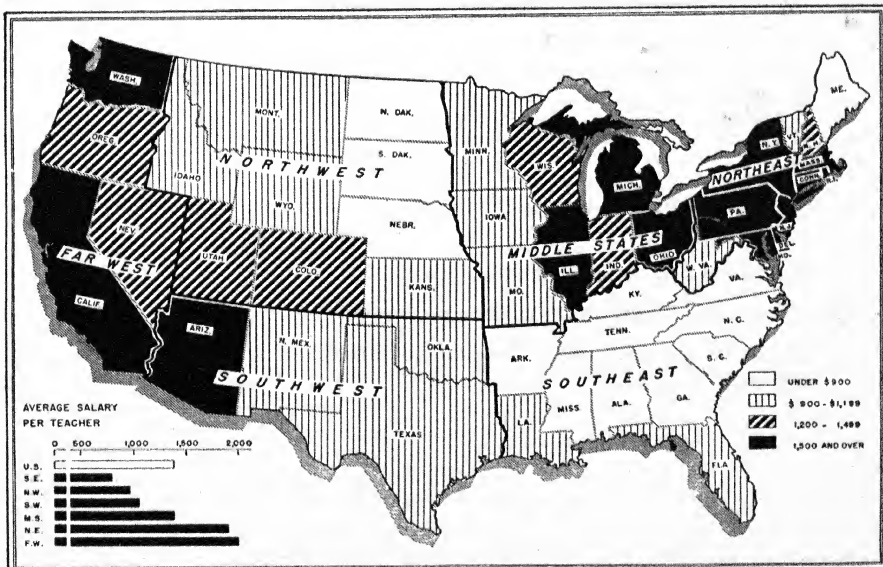 WASH.
OREG.
CALIF
NEV.
IDAHO
MONT.
WYO.
UTAH
COLO.
ARIZ.
N. MEX.
N. DAK.
S. DAK.
NEBR.
KANS.
OKLA.
TEXAS
MINN.
IOWA
MO.
ARK.
LA.
WIS.
MICH.
ILL.
IND.
OHIO
KY.
TENN.
MISS.
ALA.
GA.
FLA
S. C.
N. C.
VA.
W. VA.
PA.
N.Y.
VT.
N.H.
ME.
MASS.
CONN.
R.I.
N.J.
MD.
NORTHWEST
FAR WEST
SOUTHWEST
MIDDLE STATES
SOUTHEAST
NORTHEAS
UNDER $900
$ 900-$1,199
1,200 - 1,499
1,500 AND OVER
AVERAGE SALARY
PER TEACHER
0 500 1,000 1,500 2,000
U.S.
S.E.
N.W.
S.W.
M.S.
N.E.
F.W.